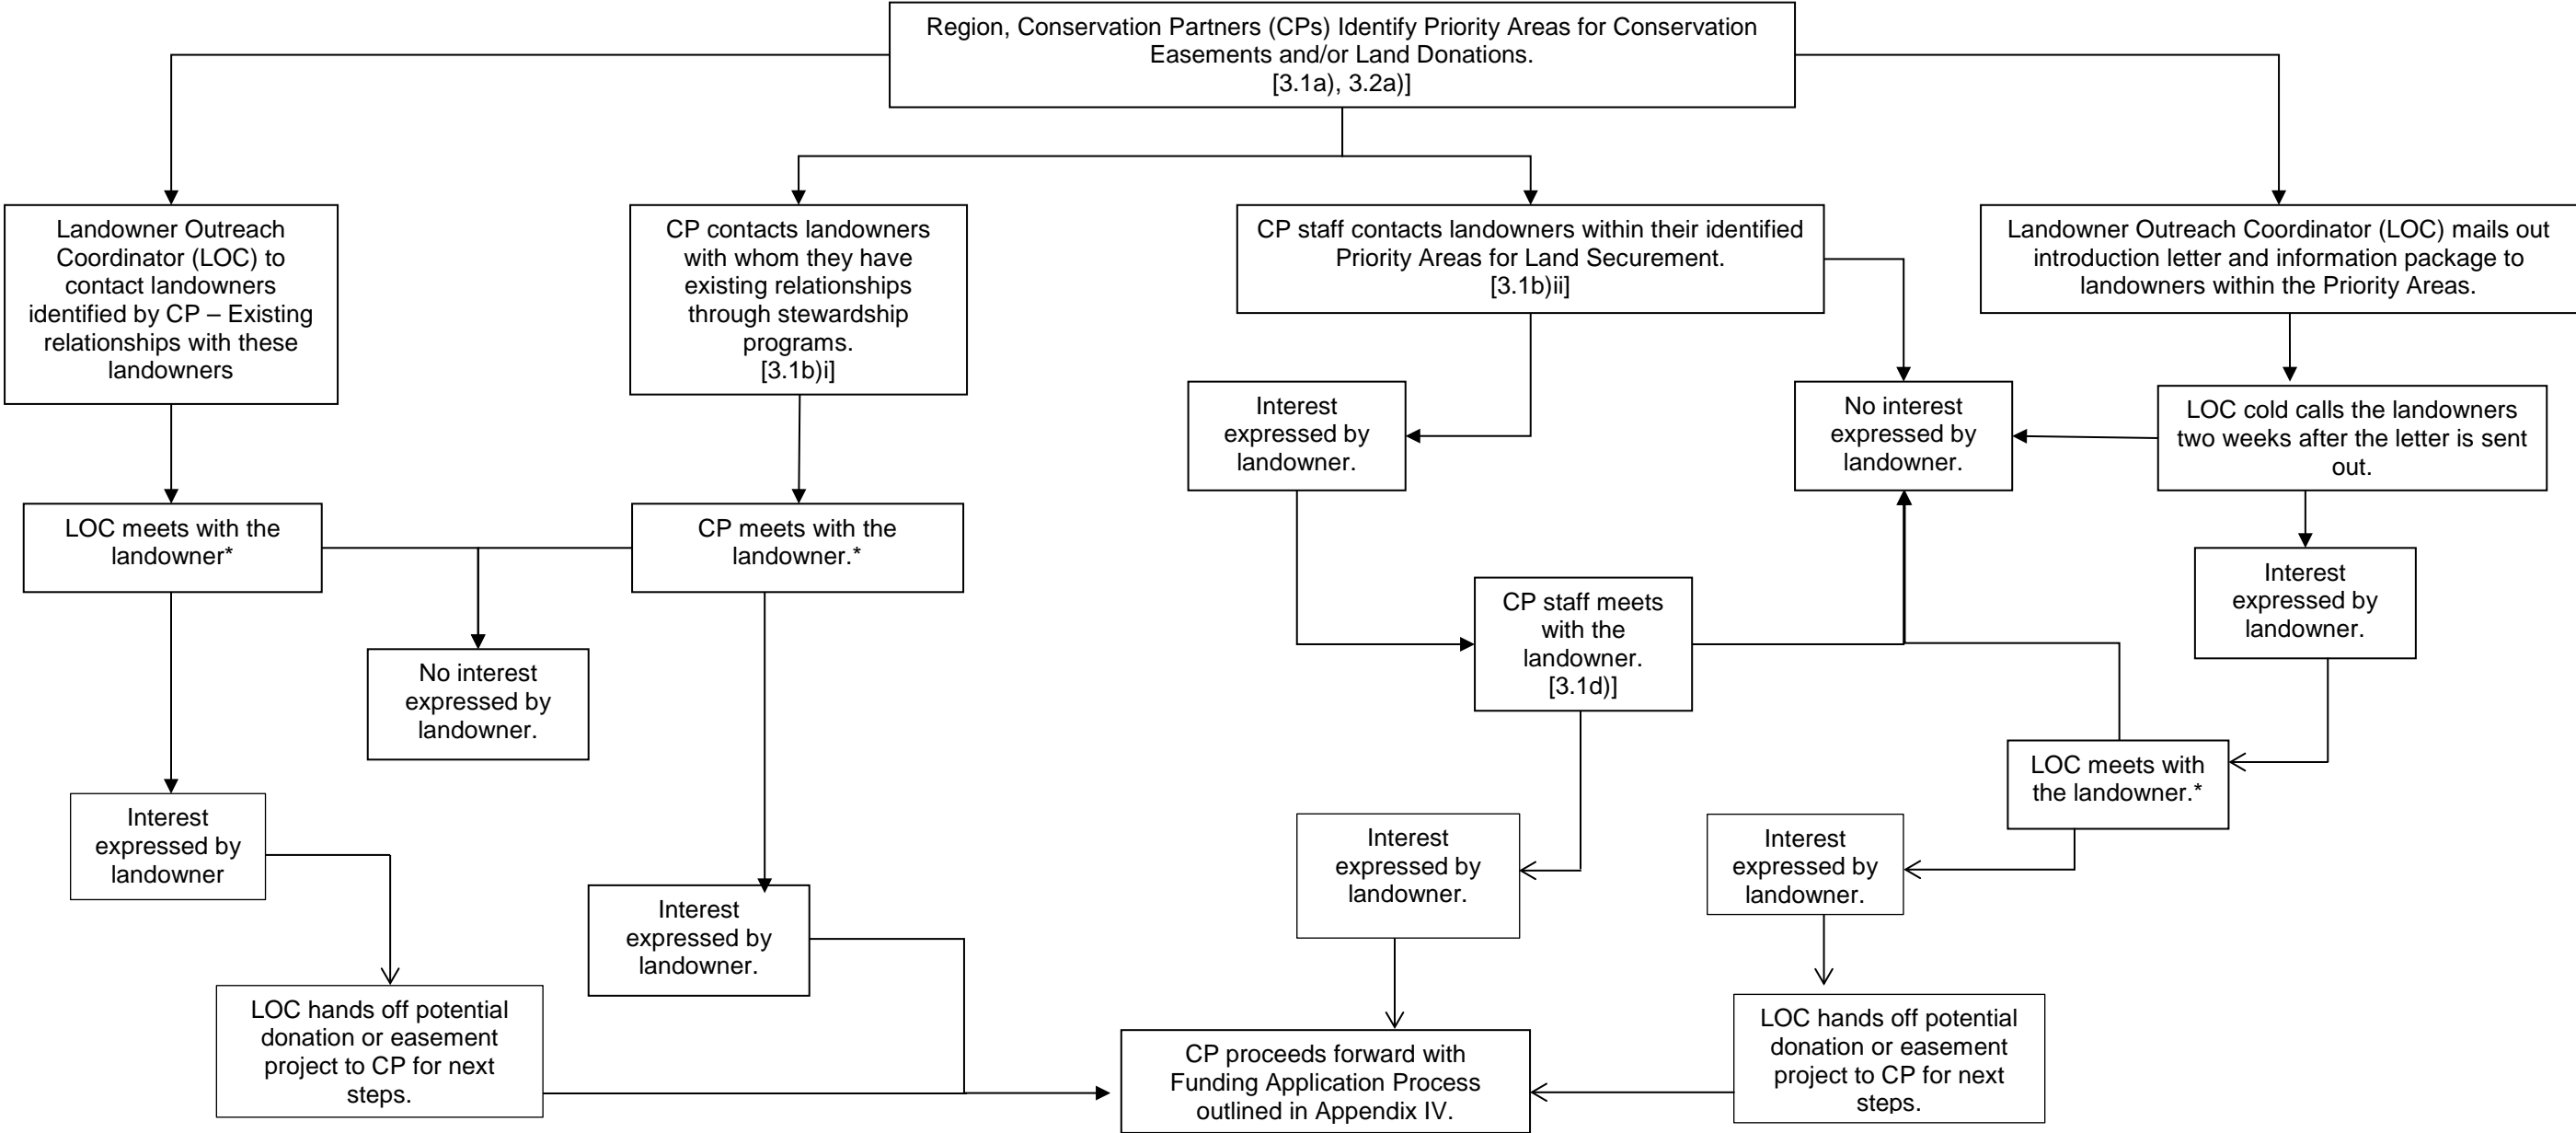 Region, Conservation Partners (CPs) Identify Priority Areas for Conservation
Easements and/or Land Donations.
[3.1a), 3.2a)]
Landowner Outreach
Coordinator (LOC) to
contact landowners
identified by CP – Existing
relationships with these
landowners
CP contacts landowners
with whom they have
existing relationships
through stewardship
programs.
[3.1b)i]
CP staff contacts landowners within their identified
Priority Areas for Land Securement.
[3.1b)ii]
Landowner Outreach Coordinator (LOC) mails out
introduction letter and information package to
landowners within the Priority Areas.
Interest
expressed by
landowner.
No interest
expressed by
landowner.
LOC cold calls the landowners
two weeks after the letter is sent
out.
LOC meets with the
landowner*
CP meets with the
landowner.*
Interest
expressed by
landowner.
CP staff meets
with the
landowner.
[3.1d)]
No interest
expressed by
landowner.
LOC meets with
the landowner.*
Interest
expressed by
landowner
Interest
expressed by
landowner.
Interest
expressed by
landowner.
Interest
expressed by
landowner.
LOC hands off potential
donation or easement
project to CP for next
steps.
CP proceeds forward with
Funding Application Process
outlined in Appendix IV.
LOC hands off potential
donation or easement
project to CP for next
steps.